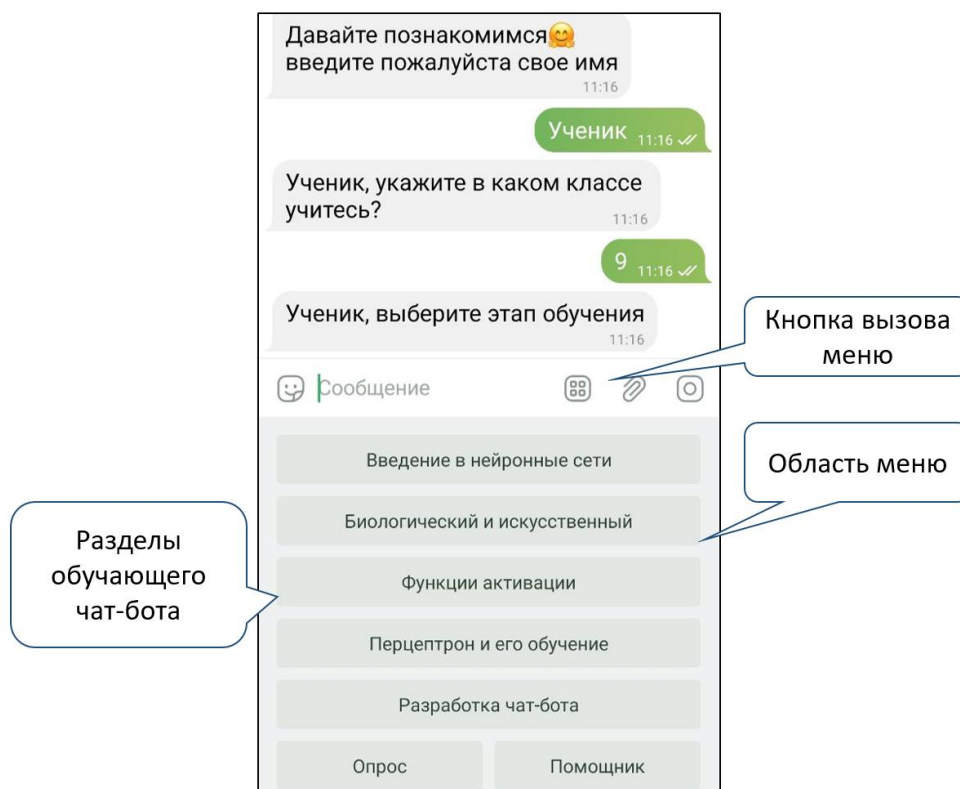 Давайте познакомимся🤗
введите пожалуйста свое имя
11:16
Ученик 11:16
Ученик, укажите в каком классе
учитесь?
11:16
9 11:16
Ученик, выберите этап обучения
11:16
Кнопка вызова
меню
Сообщение
Область меню
Введение в нейронные сети
Биологический и искусственный
Разделы
обучающего
чат-бота
Функции активации
Перцептрон и его обучение
Разработка чат-бота
Опрос
Помощник